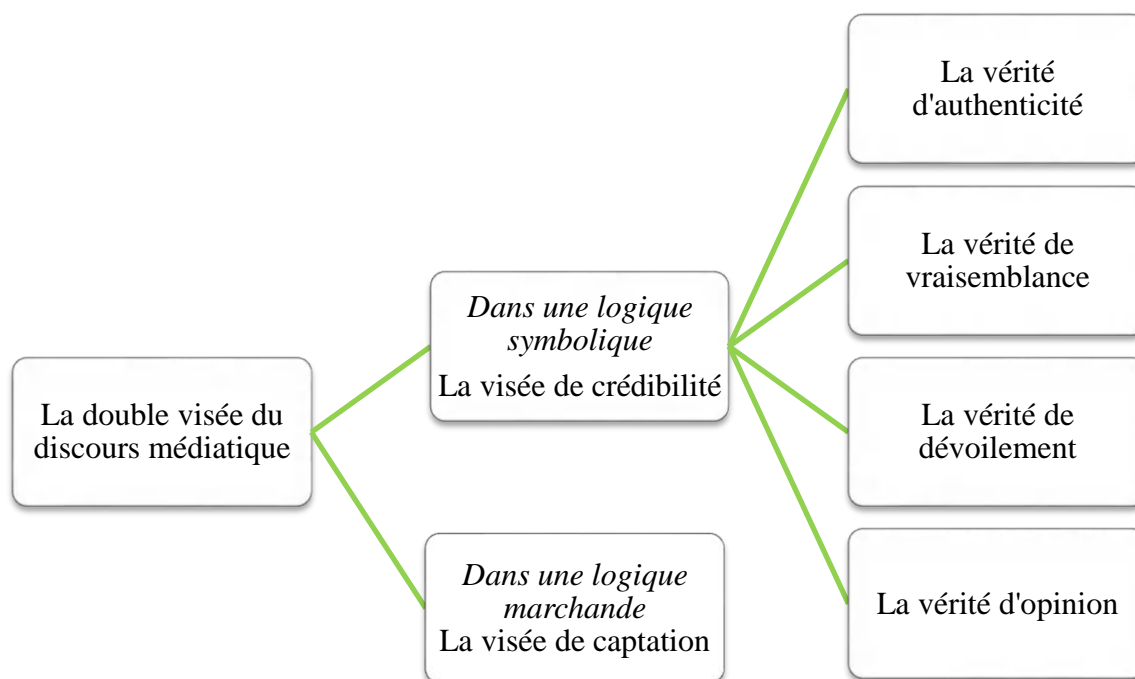 La double visée du
discours médiatique
Dans une logique
symbolique
La visée de crédibilité
Dans une logique
marchande
La visée de captation
La vérité
d'authenticité
La vérité de
vraisemblance
La vérité de
dévoilement
La vérité d'opinion